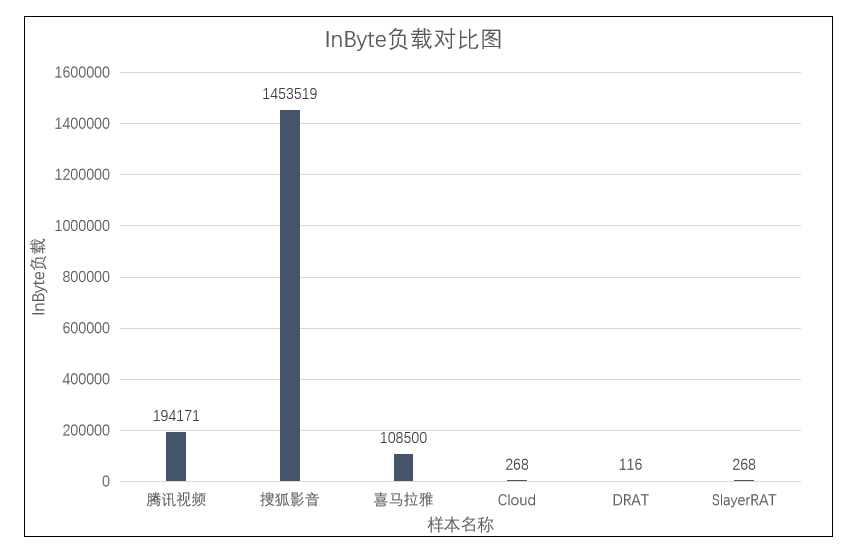 InByte负载对比图
1600000
1453519
1400000
1200000
1000000
InByte负载
800000
600000
400000
194171
200000
108500
268
116
268
0
腾讯视频
搜狐影音
喜马拉雅
Cloud
DRAT
SlayerRAT
样本名称